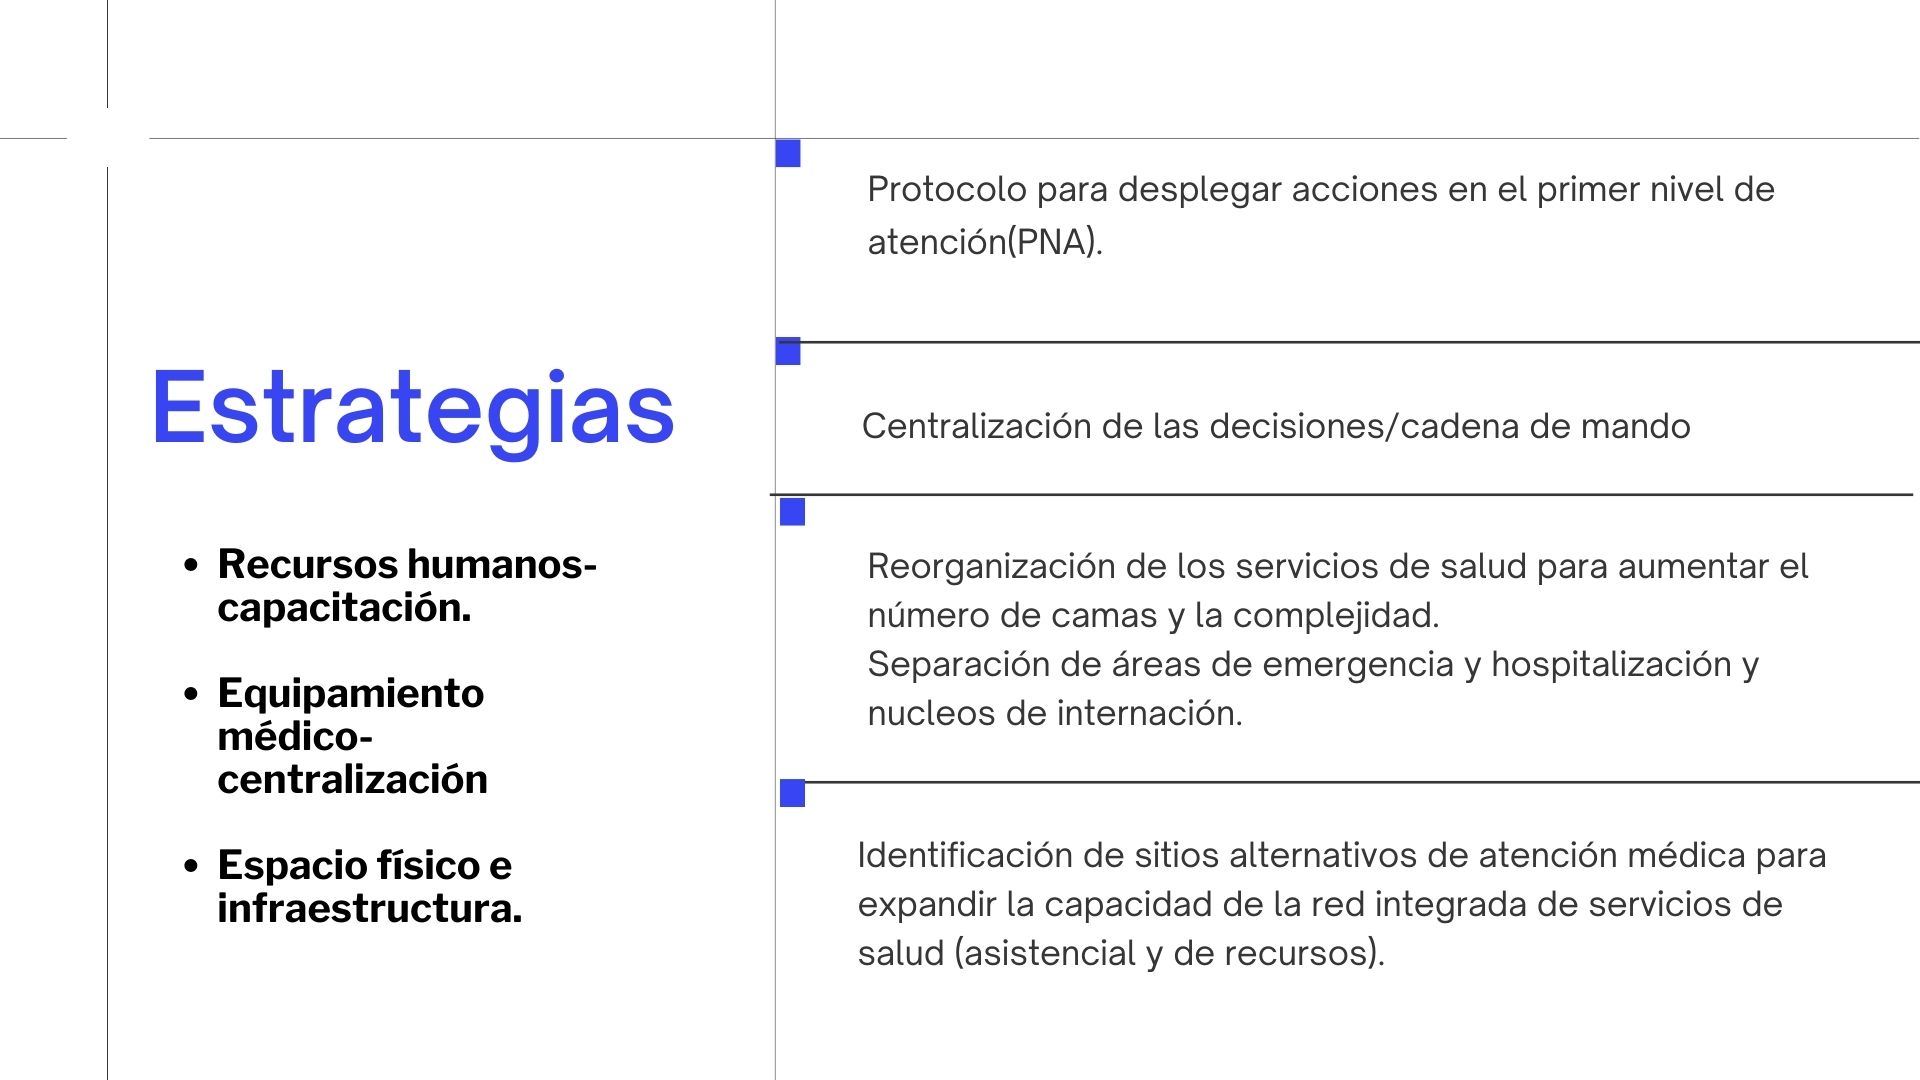 Estrategias
• Recursos humanos-
capacitación.
• Equipamiento
médico-
centralización
• Espacio físico e
infraestructura.
Protocolo para desplegar acciones en el primer nivel de
atención(PNA).
Centralización de las decisiones/cadena de mando
Reorganización de los servicios de salud para aumentar el
número de camas y la complejidad.
Separación de áreas de emergencia y hospitalización y
nucleos de internación.
Identificación de sitios alternativos de atención médica para
expandir la capacidad de la red integrada de servicios de
salud (asistencial y de recursos).